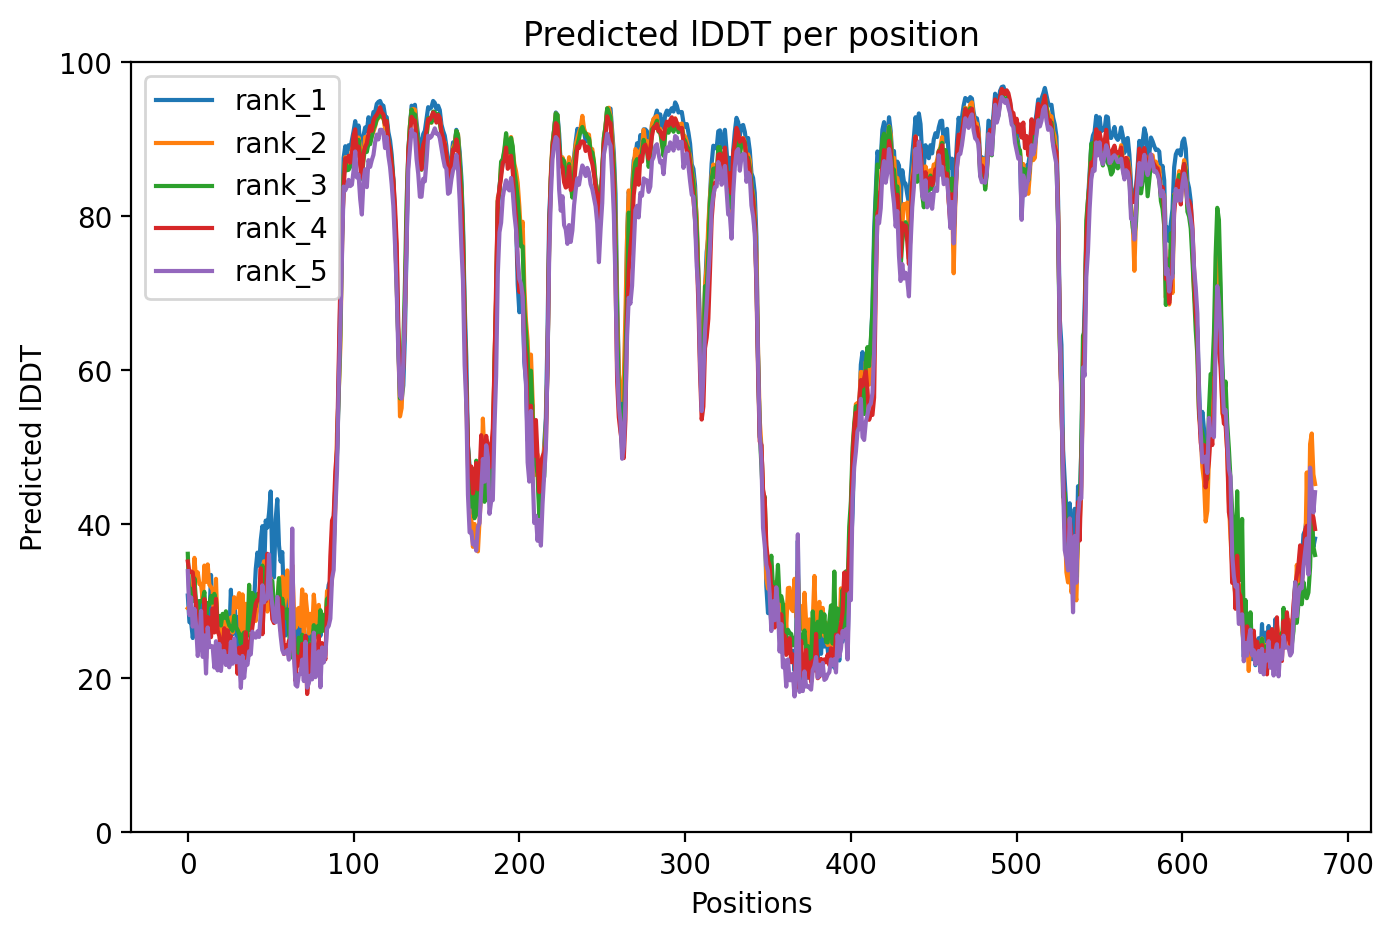 Predicted lDDT per position
100
80
60
40
20
0
Predicted lDDT
rank_1
rank_2
rank_3
rank_4
rank_5
0 100 200 300 400 500 600 700
Positions